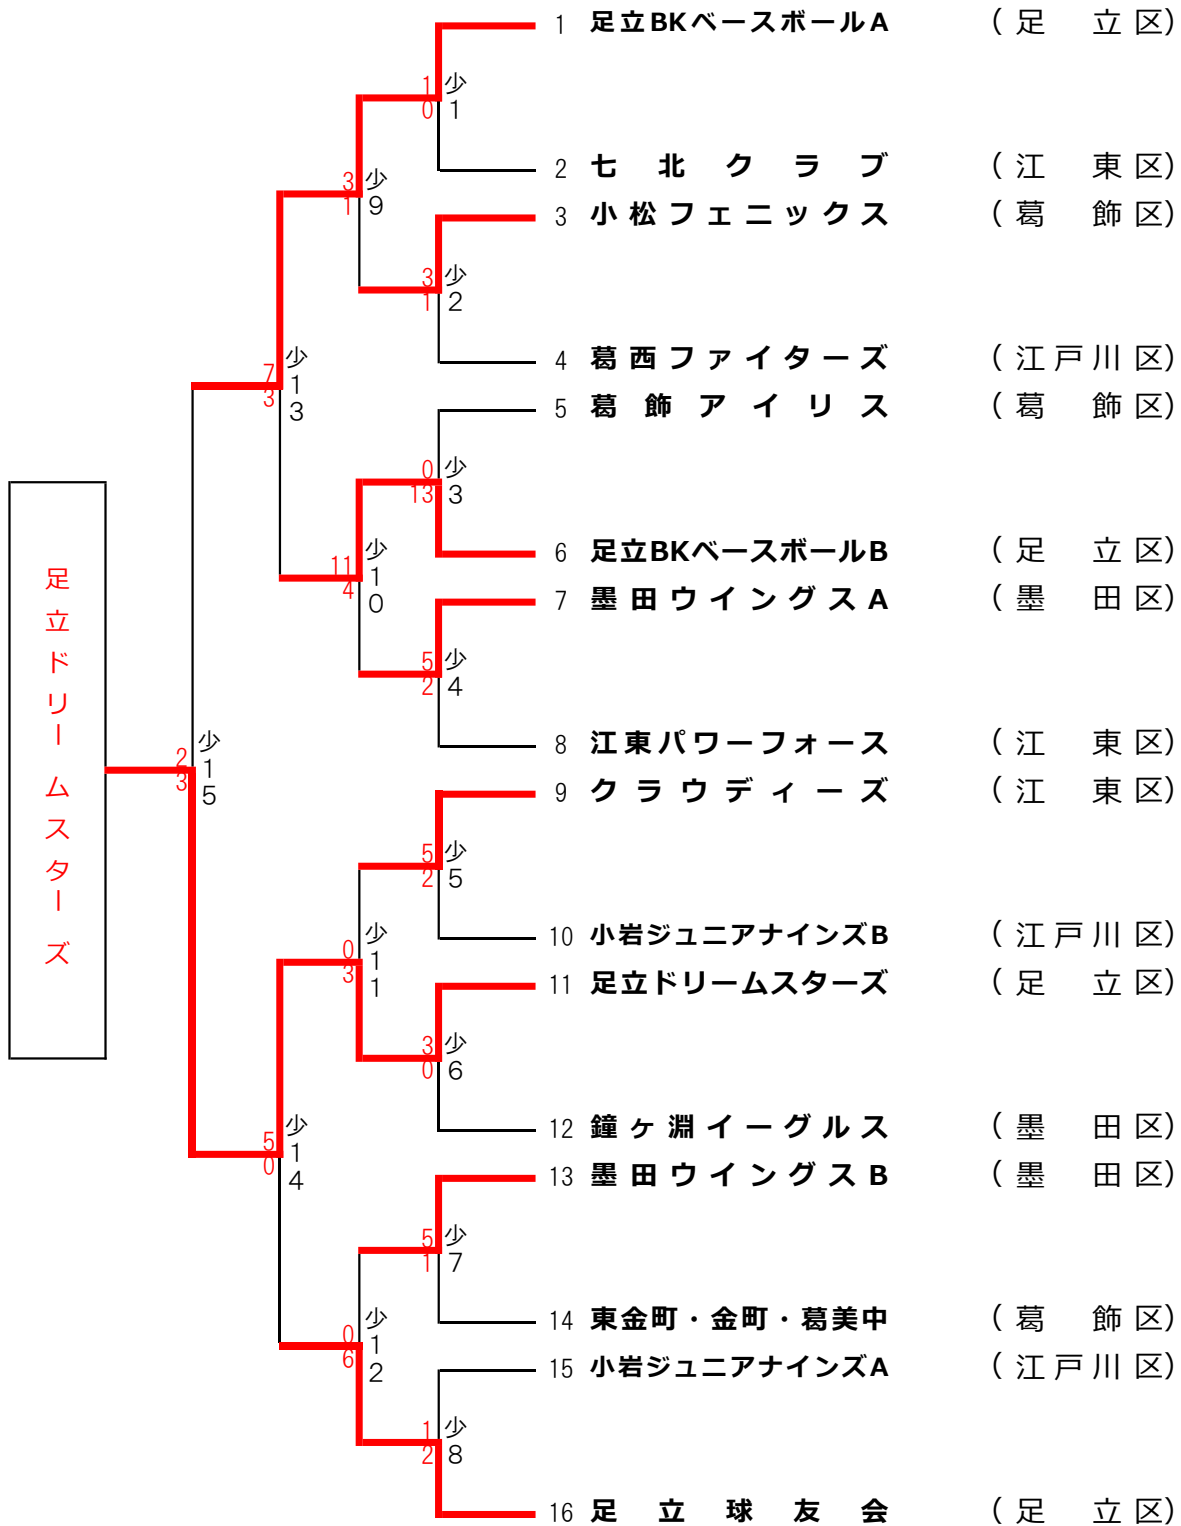 1 足立BKベースボールA (足立区)
1 少1
0
2 七北クラブ (江東区)
3 少9
1
3 小松フェニックス (葛飾区)
3 少2
1
4 葛西ファイターズ (江戸川区)
7 少13
3
5 葛飾アイリス (葛飾区)
0 少3
13
6 足立BKベースボールB (足立区)
11 少10
4
7 墨田ウイングスA (墨田区)
5 少4
2
8 江東パワーフォース (江東区)
足立ドリームスターズ
2 少15
3
9 クラウディーズ (江東区)
5 少5
2
10 小岩ジュニアナインズB (江戸川区)
0 少11
3
11 足立ドリームスターズ (足立区)
3 少6
0
12 鐘ヶ淵イーグルス (墨田区)
5 少14
0
13 墨田ウイングスB (墨田区)
5 少7
1
14 東金町・金町・葛美中 (葛飾区)
0 少12
6
15 小岩ジュニアナインズA (江戸川区)
1 少8
2
16 足立球友会 (足立区)